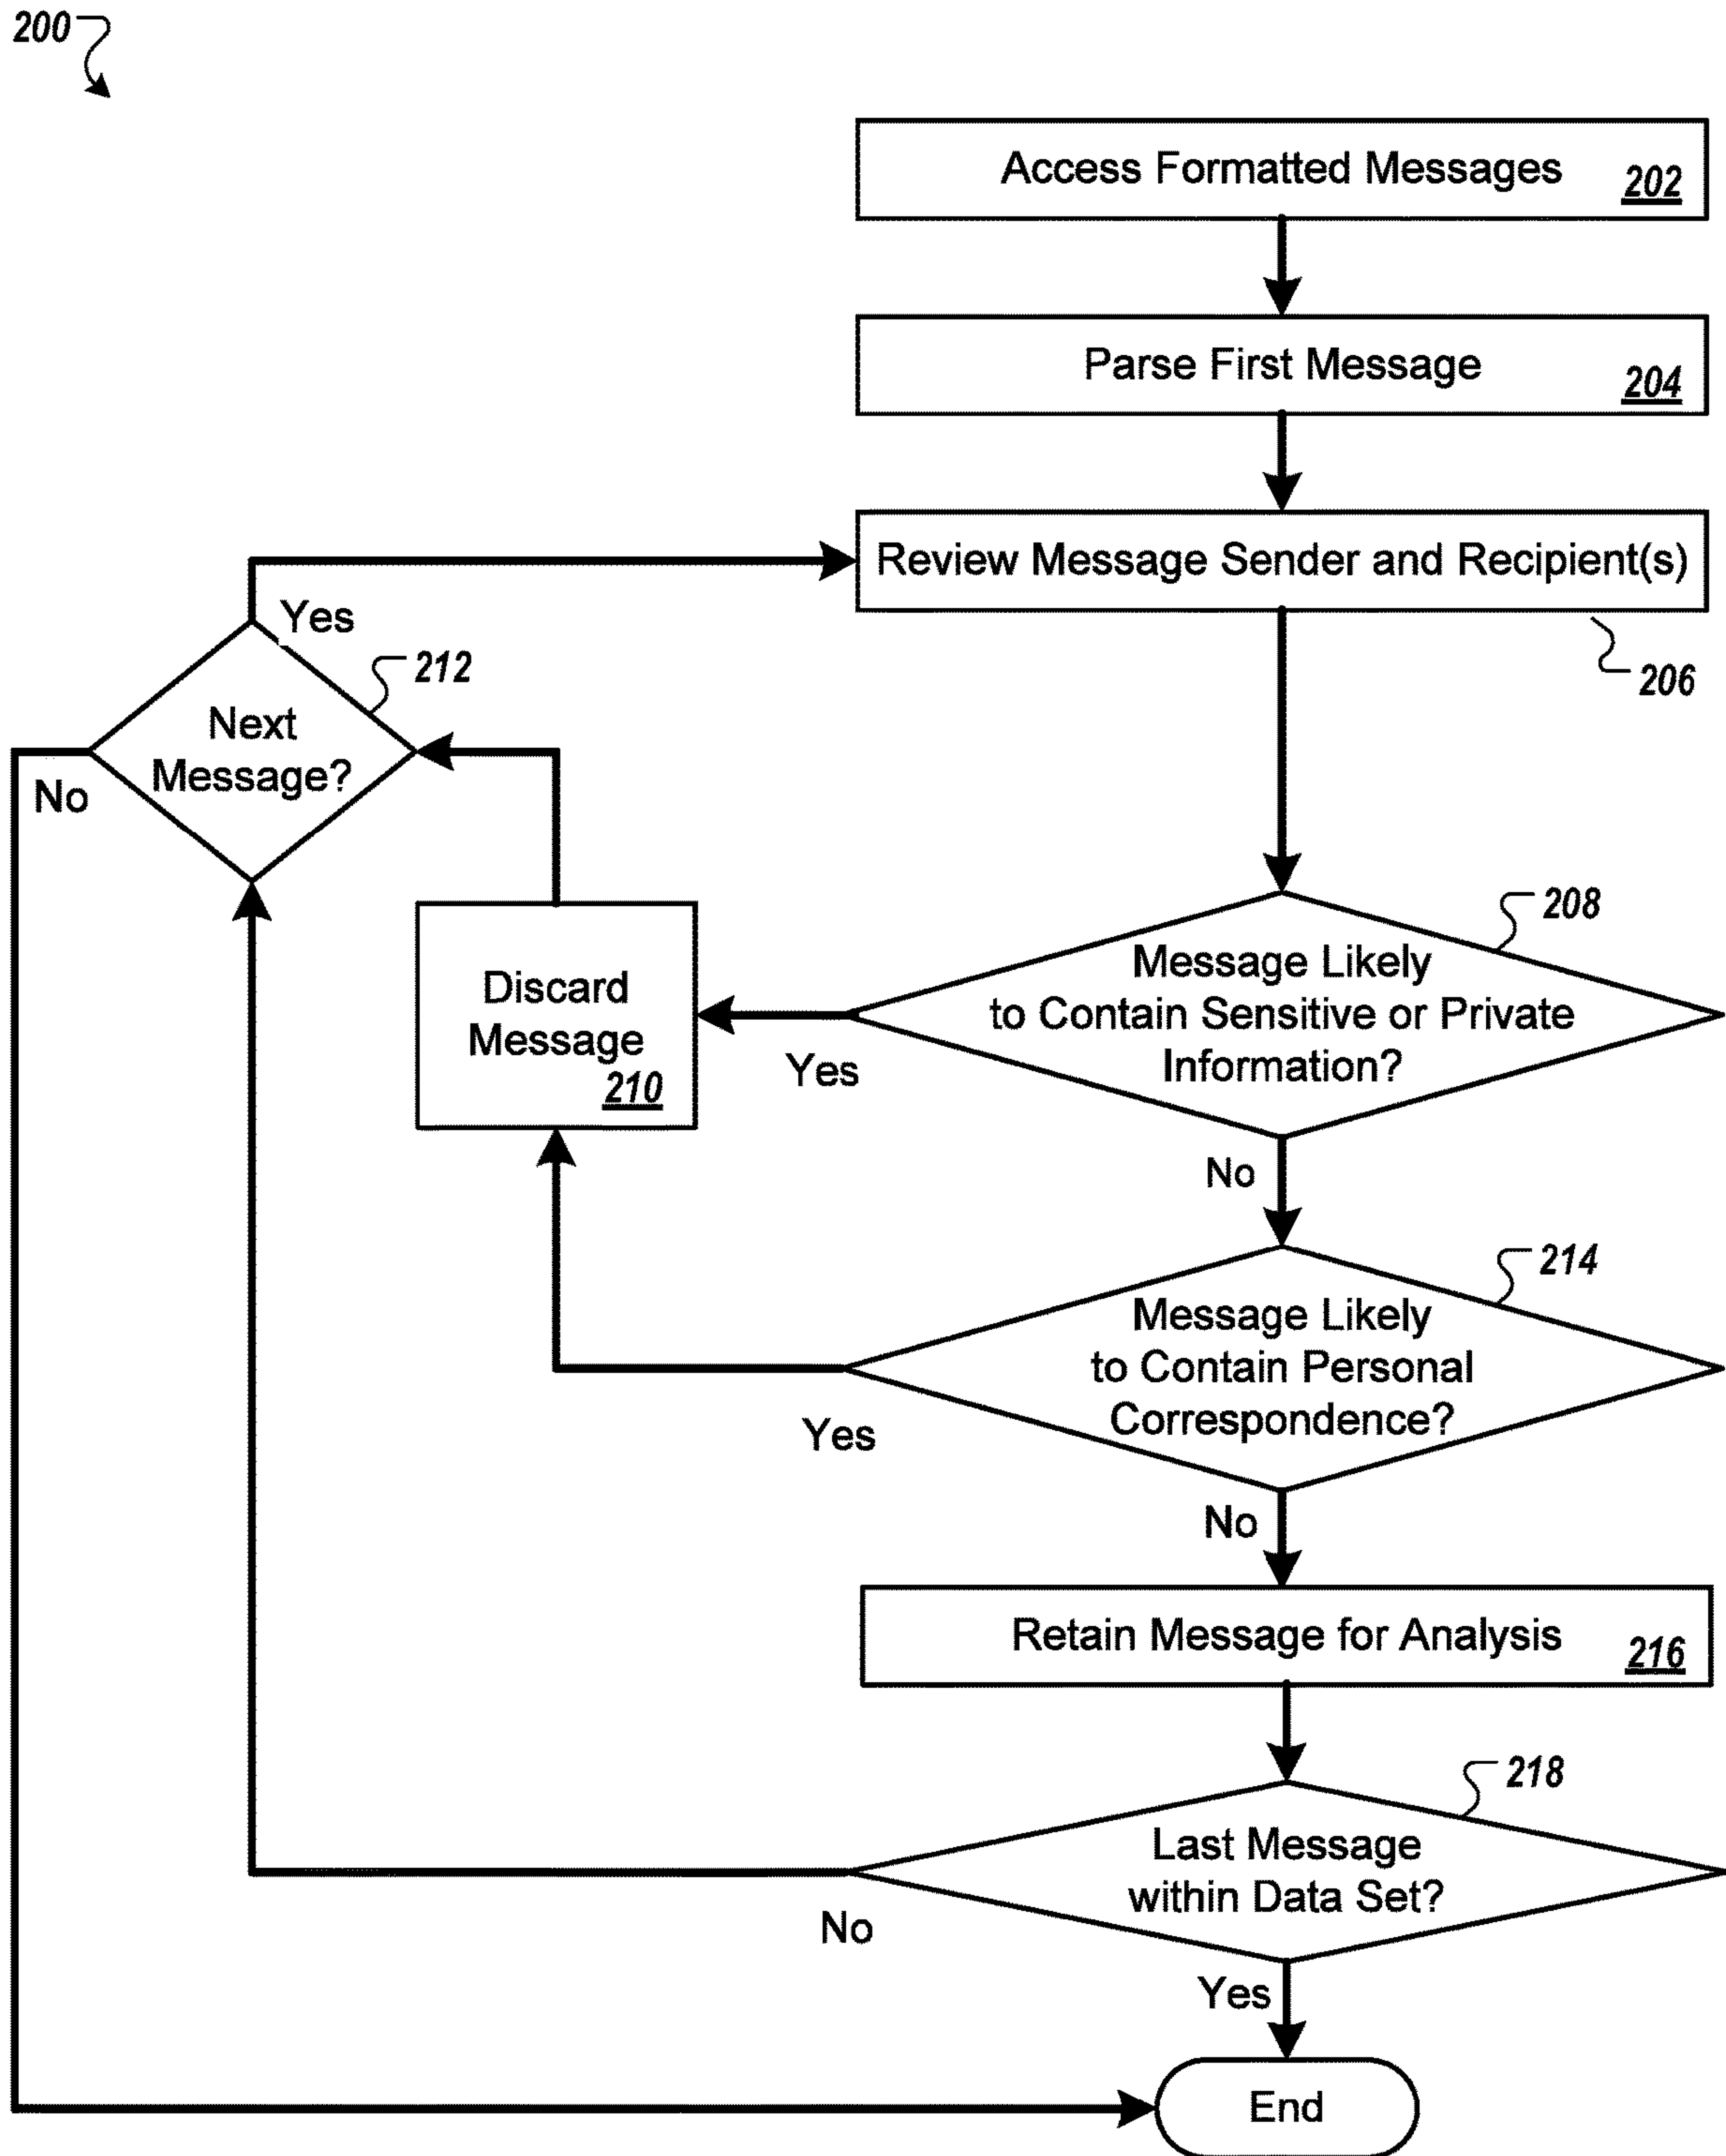 200
Access Formatted Messages
202
Parse First Message
204
Review Message Sender and Recipient(s)
206
Yes
212
Next
Message?
No
208
Message Likely
to Contain Sensitive or Private
Information?
Yes
Discard
Message
210
No
214
Message Likely
to Contain Personal
Correspondence?
Yes
No
Retain Message for Analysis
216
218
Last Message
within Data Set?
No
Yes
End